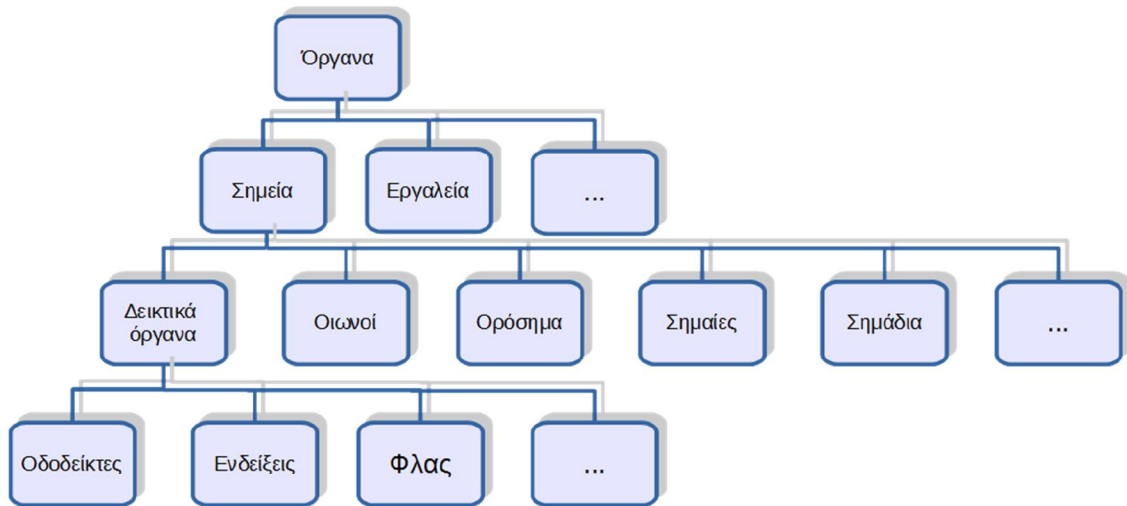 Όργανα
Σημεία
Εργαλεία
...
Δεικτικά
όργανα
Οιωνοί
Ορόσημα
Σημαίες
Σημάδια
...
Οδοδείκτες
Ενδείξεις
Φλας
...